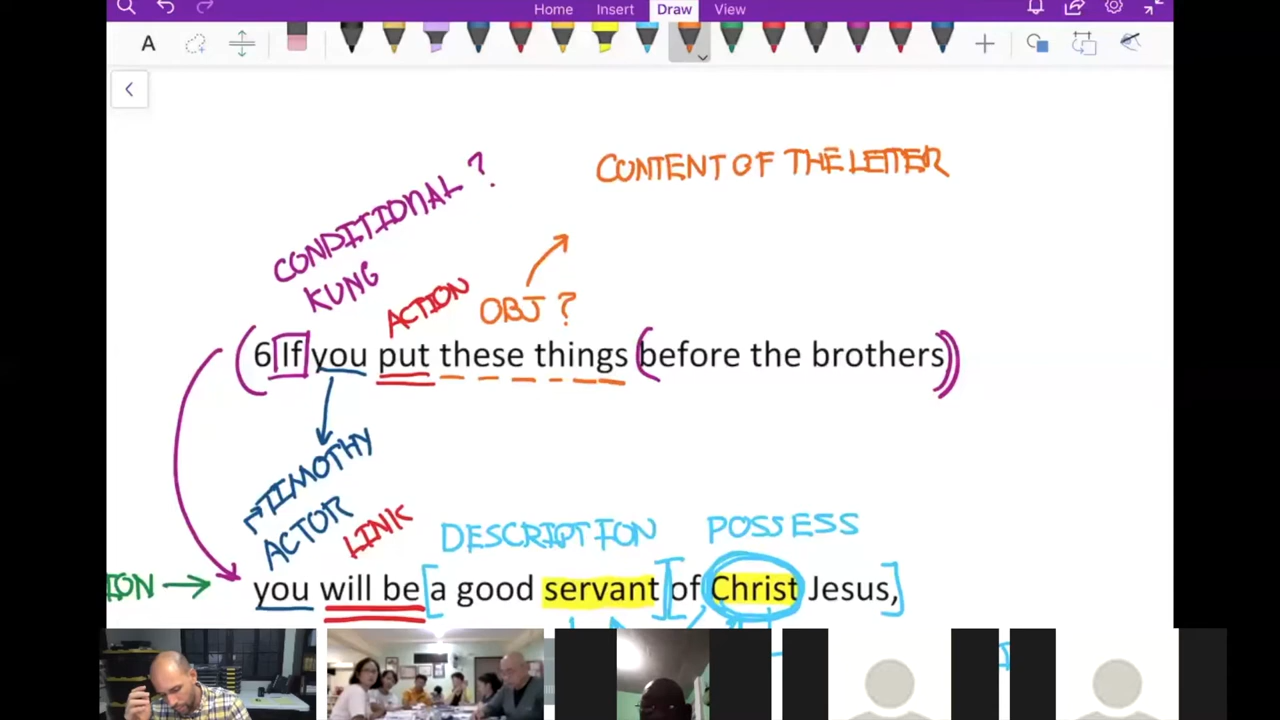 Home Insert Draw View
A
CONTENT OF THE LETTER
CONDITIONAL ?
KUNG
ACTION
OBJ ?
(6 If you put these things (before the brothers))
TIMOTHY
ACTOR
LINK
DESCRIPTION
POSSESS
ION → you will be [a good servant] [of Christ Jesus,]